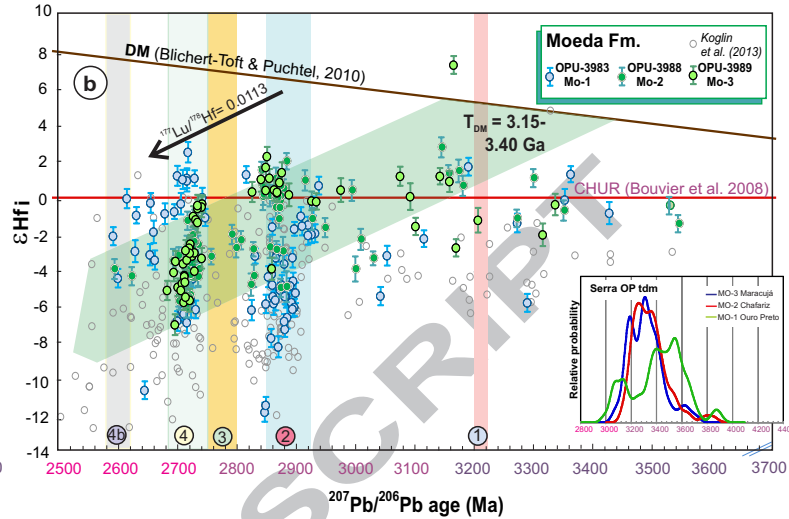 10
8
6
4
2
0
-2
-4
-6
-8
-10
-12
-14
εHf i
b
DM (Blichert-Toft & Puchtel, 2010)
177Lu/176Hf= 0.0113
Moeda Fm.
Koglin
et al. (2013)
OPU-3983
Mo-1
OPU-3988
Mo-2
OPU-3989
Mo-3
TDM = 3.15-
3.40 Ga
CHUR (Bouvier et al. 2008)
SCRIPT
Serra OP tdm
MO-3 Maracujá
MO-2 Chafariz
MO-1 Ouro Preto
Relative probability
2800 3000 3200 3400 3600 3800 4000 4200 440
4b
4
3
2
1
0
2500 2600 2700 2800 2900 3000 3100 3200 3300 3400 3500 3600 3700
207Pb/206Pb age (Ma)